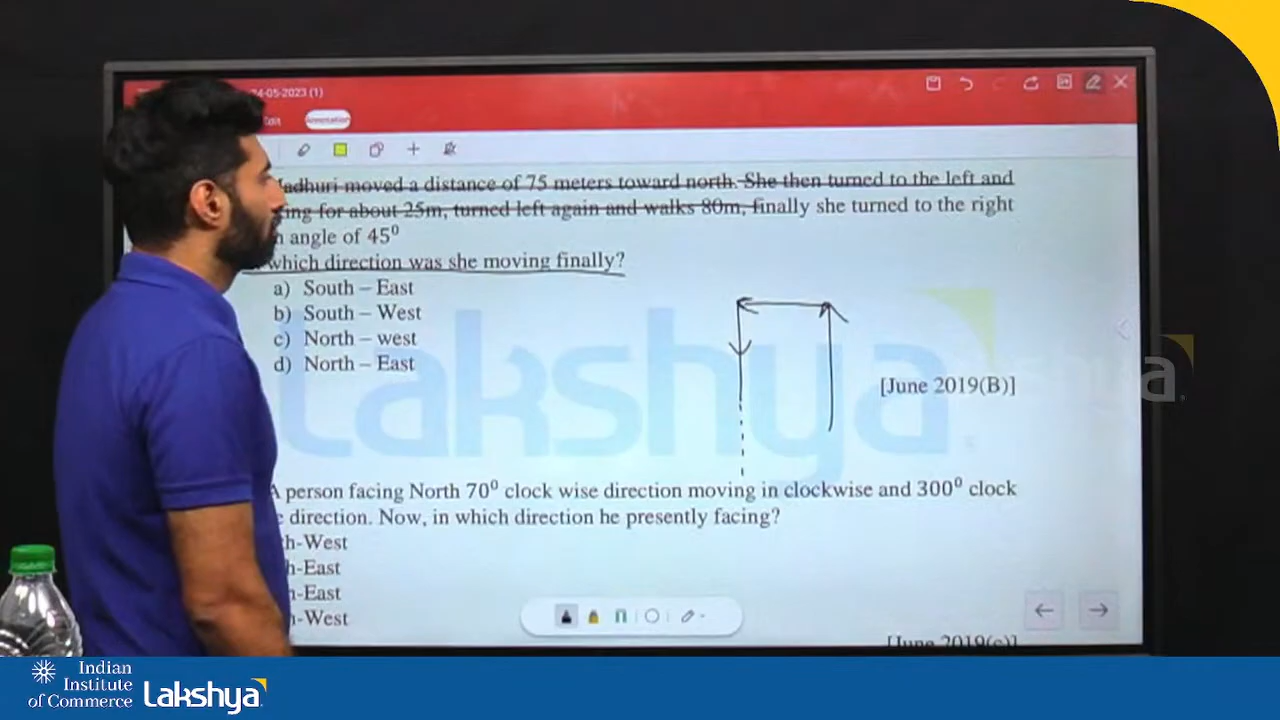 24-05-2023 (1)
Annotation
Madhuri moved a distance of 75 meters toward north. She then turned to the left and
king for about 25m, turned left again and walks 80m, finally she turned to the right
n angle of 45⁰
which direction was she moving finally?
a) South – East
b) South – West
c) North – west
d) North – East
[June 2019(B)]
Lakshya
a
A person facing North 70⁰ clock wise direction moving in clockwise and 300⁰ clock
e direction. Now, in which direction he presently facing?
th-West
h-East
h-East
h-West
[June 2019(c)]
Indian
Institute
of Commerce
Lakshya